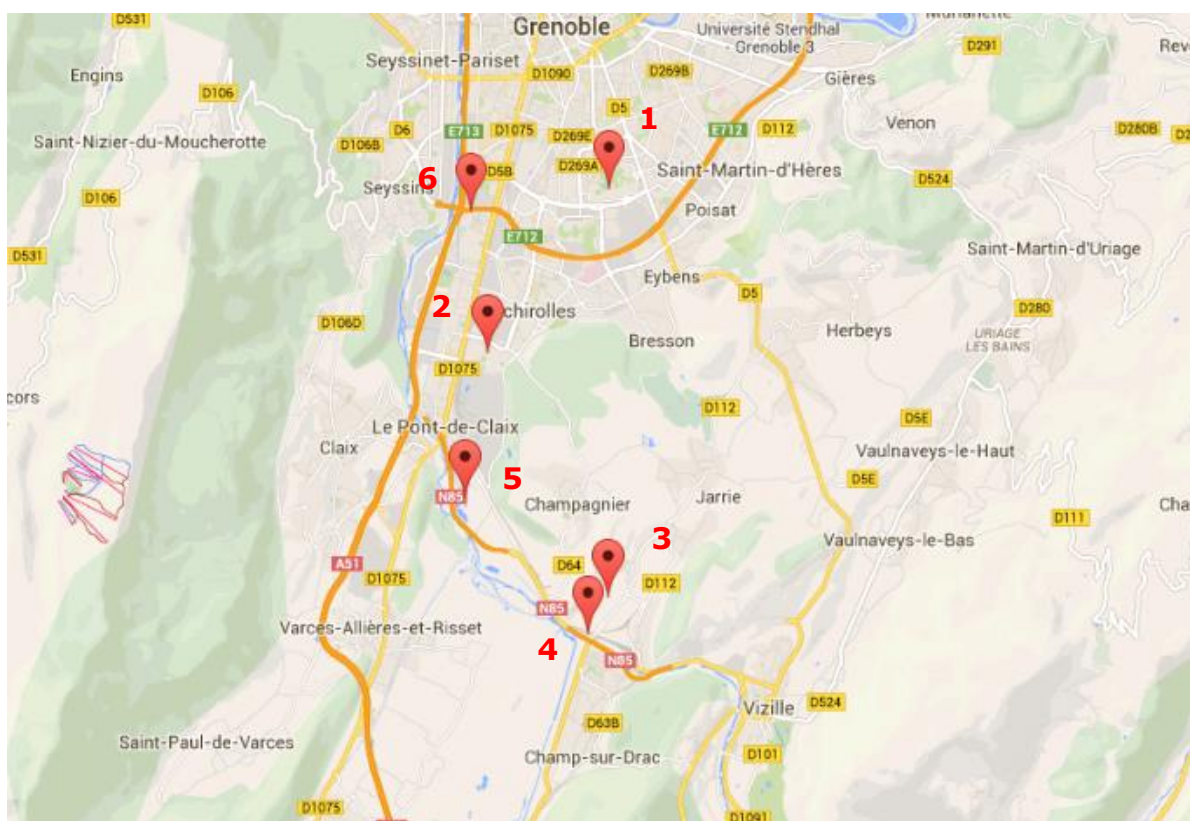 D531
Grenoble
Université Stendhal
- Grenoble 3
D291
Engins
Seyssinet-Pariset
D1090
D269B
Gières
D106
D5
1
Saint-Nizier-du-Moucherotte
D106B
D6
E713
D1075
D269E
E712
D112
Venon
D280B
D269A
Saint-Martin-d'Hères
6
D5B
Seyssins
D524
D106
Poisat
D531
E712
Saint-Martin-d'Uriage
Eybens
D5
2
chirolles
D280
D106D
Herbeys
URIAGE
LES BAINS
Bresson
D1075
cors
D112
D5E
Le Pont-de-Claix
Claix
Vaulnaveys-le-Haut
5
D5E
N85
Champagnier
Jarrie
D111
Cha
3
Vaulnaveys-le-Bas
A51
D64
D1075
D112
N85
Varces-Allières-et-Risset
4
N85
Vizille
D524
D63B
Saint-Paul-de-Varces
Champ-sur-Drac
D101
D1075
D1091